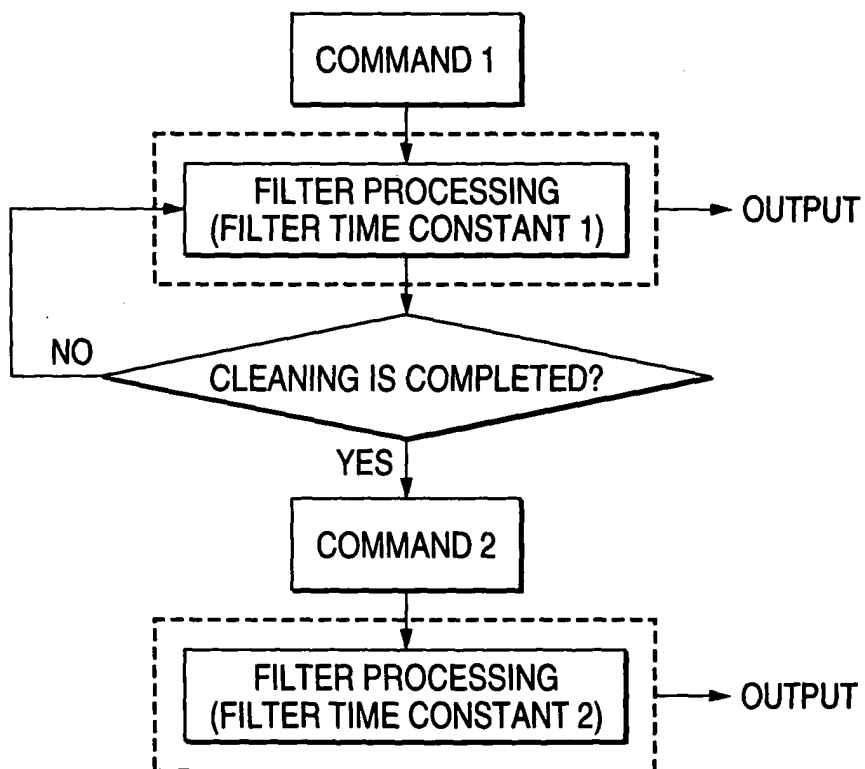 COMMAND 1
FILTER PROCESSING
(FILTER TIME CONSTANT 1)
OUTPUT
NO
CLEANING IS COMPLETED?
YES
COMMAND 2
FILTER PROCESSING
(FILTER TIME CONSTANT 2)
OUTPUT